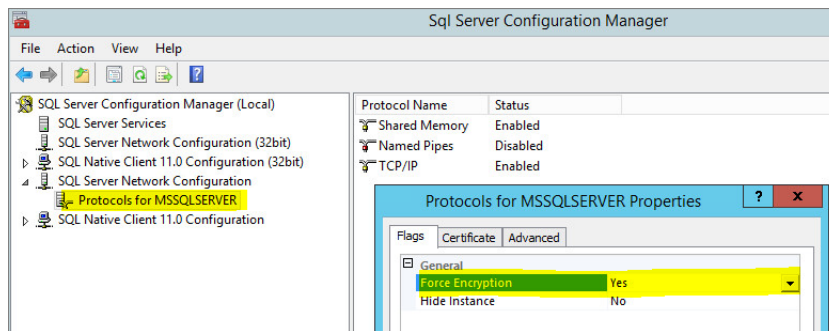 Sql Server Configuration Manager
File Action View Help
SQL Server Configuration Manager (Local)
SQL Server Services
SQL Server Network Configuration (32bit)
SQL Native Client 11.0 Configuration (32bit)
SQL Server Network Configuration
Protocols for MSSQLSERVER
SQL Native Client 11.0 Configuration
Protocol Name Status
Shared Memory Enabled
Named Pipes Disabled
TCP/IP Enabled
Protocols for MSSQLSERVER Properties ? x
Flags Certificate Advanced
General
Force Encryption Yes
Hide Instance No